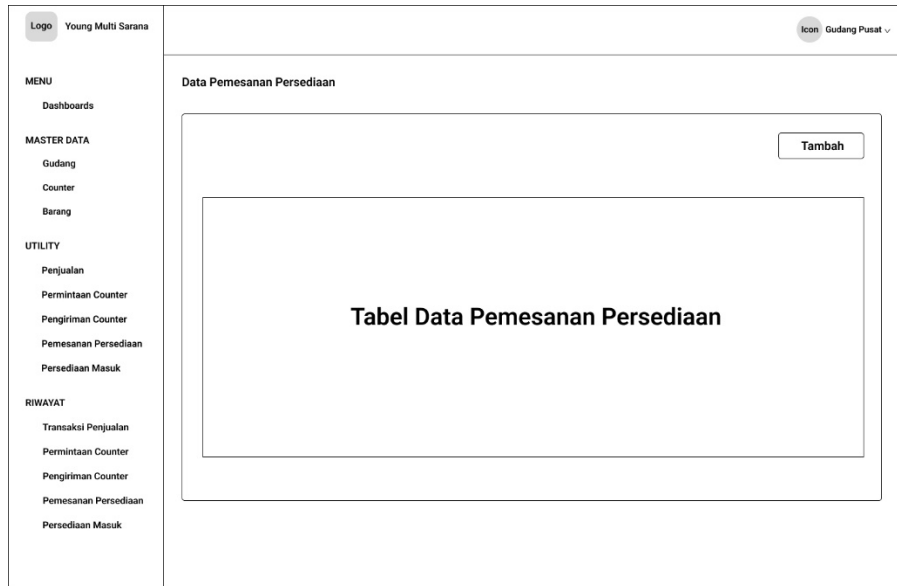 Logo Young Multi Sarana
Icon Gudang Pusat
MENU
Dashboards
MASTER DATA
Gudang
Counter
Barang
UTILITY
Penjualan
Permintaan Counter
Pengiriman Counter
Pemesanan Persediaan
Persediaan Masuk
RIWAYAT
Transaksi Penjualan
Permintaan Counter
Pengiriman Counter
Pemesanan Persediaan
Persediaan Masuk
Data Pemesanan Persediaan
Tambah
Tabel Data Pemesanan Persediaan